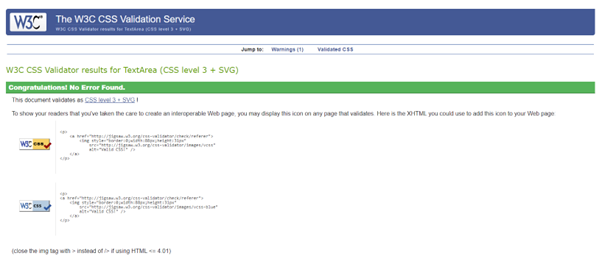 W3C
The W3C CSS Validation Service
W3C CSS Validator results for TextArea (CSS level 3 + SVG)
Jump to: Warnings (1) Validated CSS
W3C CSS Validator results for TextArea (CSS level 3 + SVG)
Congratulations! No Error Found.
This document validates as CSS level 3 + SVG !
To show your readers that you've taken the care to create an interoperable Web page, you may display this icon on any page that validates. Here is the XHTML you could use to add this icon to your Web page
W3C css
<p>
<a href="http://jigsaw.w3.org/css-validator/check/referer">
<img style="border:0;width:88px;height:31px"
src="http://jigsaw.w3.org/css-validator/images/vcss"
alt="Valid CSS!" />
</a>
</p>
W3C css
<p>
<a href="http://jigsaw.w3.org/css-validator/check/referer">
<img style="border:0;width:88px;height:31px"
src="http://jigsaw.w3.org/css-validator/images/vcss-blue"
alt="Valid CSS!" />
</a>
</p>
(close the img tag with > instead of /> if using HTML <= 4.01)